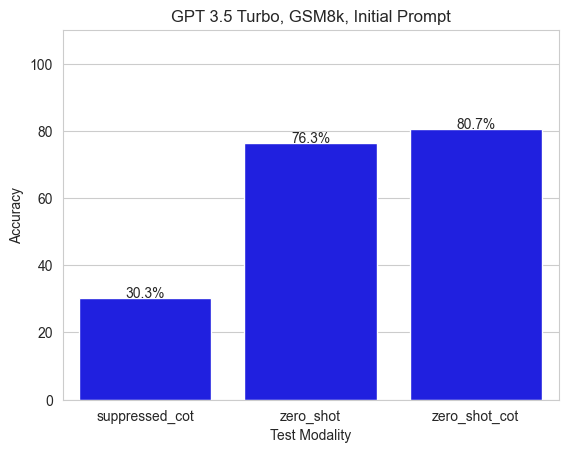 GPT 3.5 Turbo, GSM8k, Initial Prompt
100
80
60
40
20
0
Accuracy
30.3%
76.3%
80.7%
suppressed_cot
zero_shot
zero_shot_cot
Test Modality